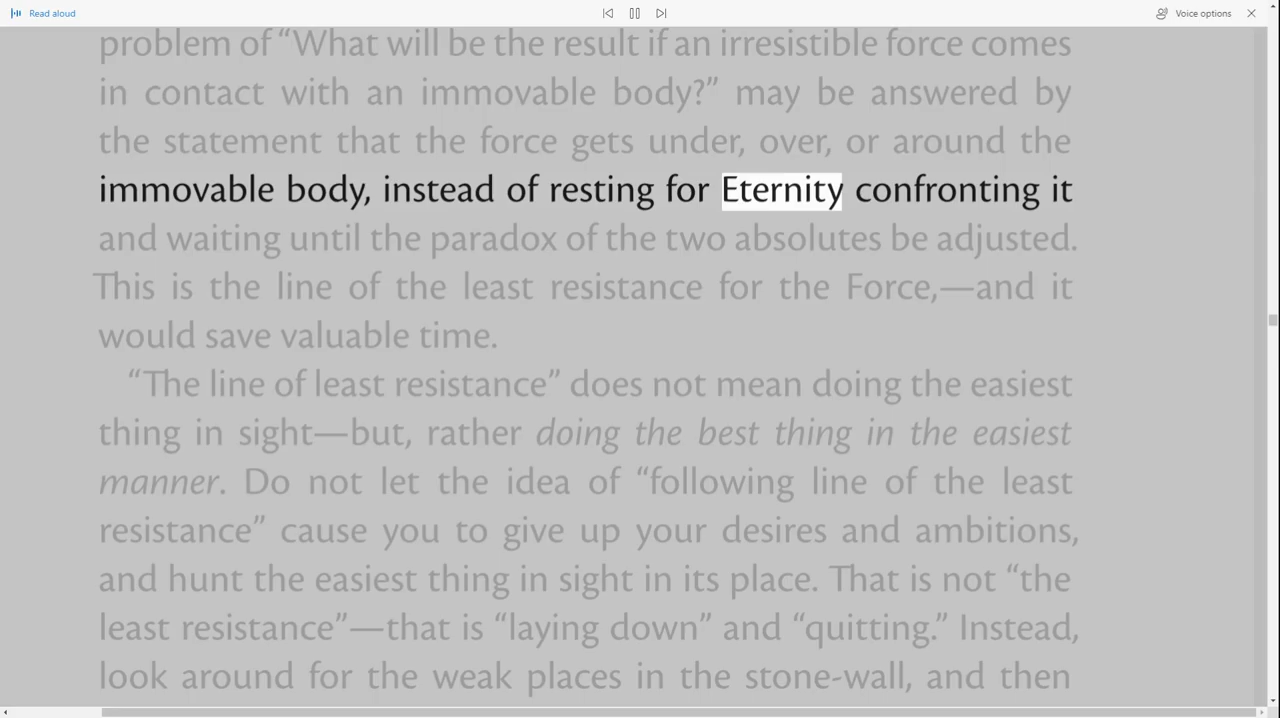 Read aloud
Voice options
problem of “What will be the result if an irresistible force comes
in contact with an immovable body?” may be answered by
the statement that the force gets under, over, or around the
immovable body, instead of resting for Eternity confronting it
and waiting until the paradox of the two absolutes be adjusted.
This is the line of the least resistance for the Force,—and it
would save valuable time.
“The line of least resistance” does not mean doing the easiest
thing in sight—but, rather doing the best thing in the easiest
manner. Do not let the idea of “following line of the least
resistance” cause you to give up your desires and ambitions,
and hunt the easiest thing in sight in its place. That is not “the
least resistance”—that is “laying down” and “quitting.” Instead,
look around for the weak places in the stone-wall, and then